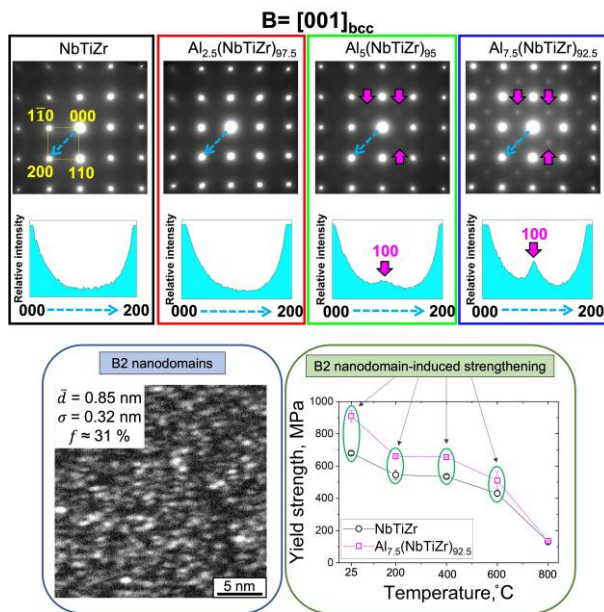 B= [001]bcc
NbTiZr
Al2.5(NbTiZr)97.5
Al5(NbTiZr)95
Al7.5(NbTiZr)92.5
11̄0 000
200 110
Relative intensity
000 200
Relative intensity
000 200
Relative intensity
100
000 200
Relative intensity
100
000 200
B2 nanodomains
d̄ = 0.85 nm
σ = 0.32 nm
f ≈ 31 %
5 nm
B2 nanodomain-induced strengthening
Yield strength, MPa
1000
800
600
400
200
0
NbTiZr
Al7.5(NbTiZr)92.5
25 200 400 600 800
Temperature,°C